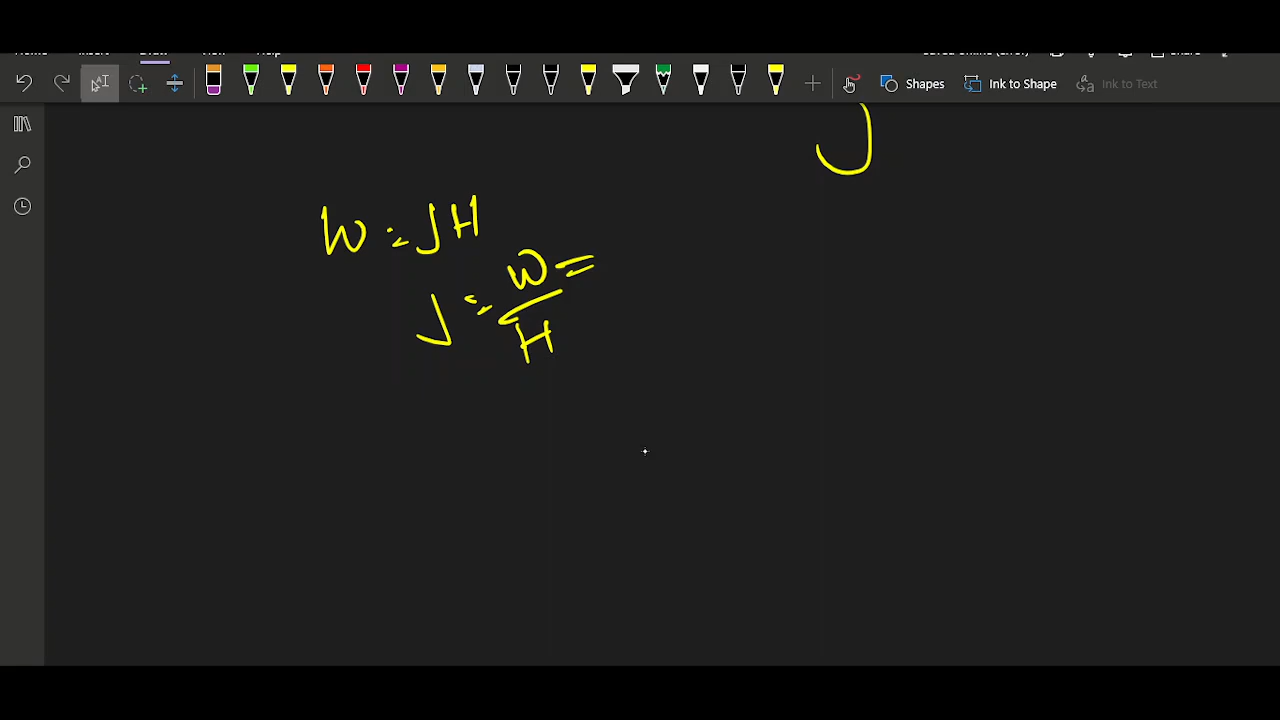 Shapes Ink to Shape Ink to Text
J
W = JH
J = W =
H